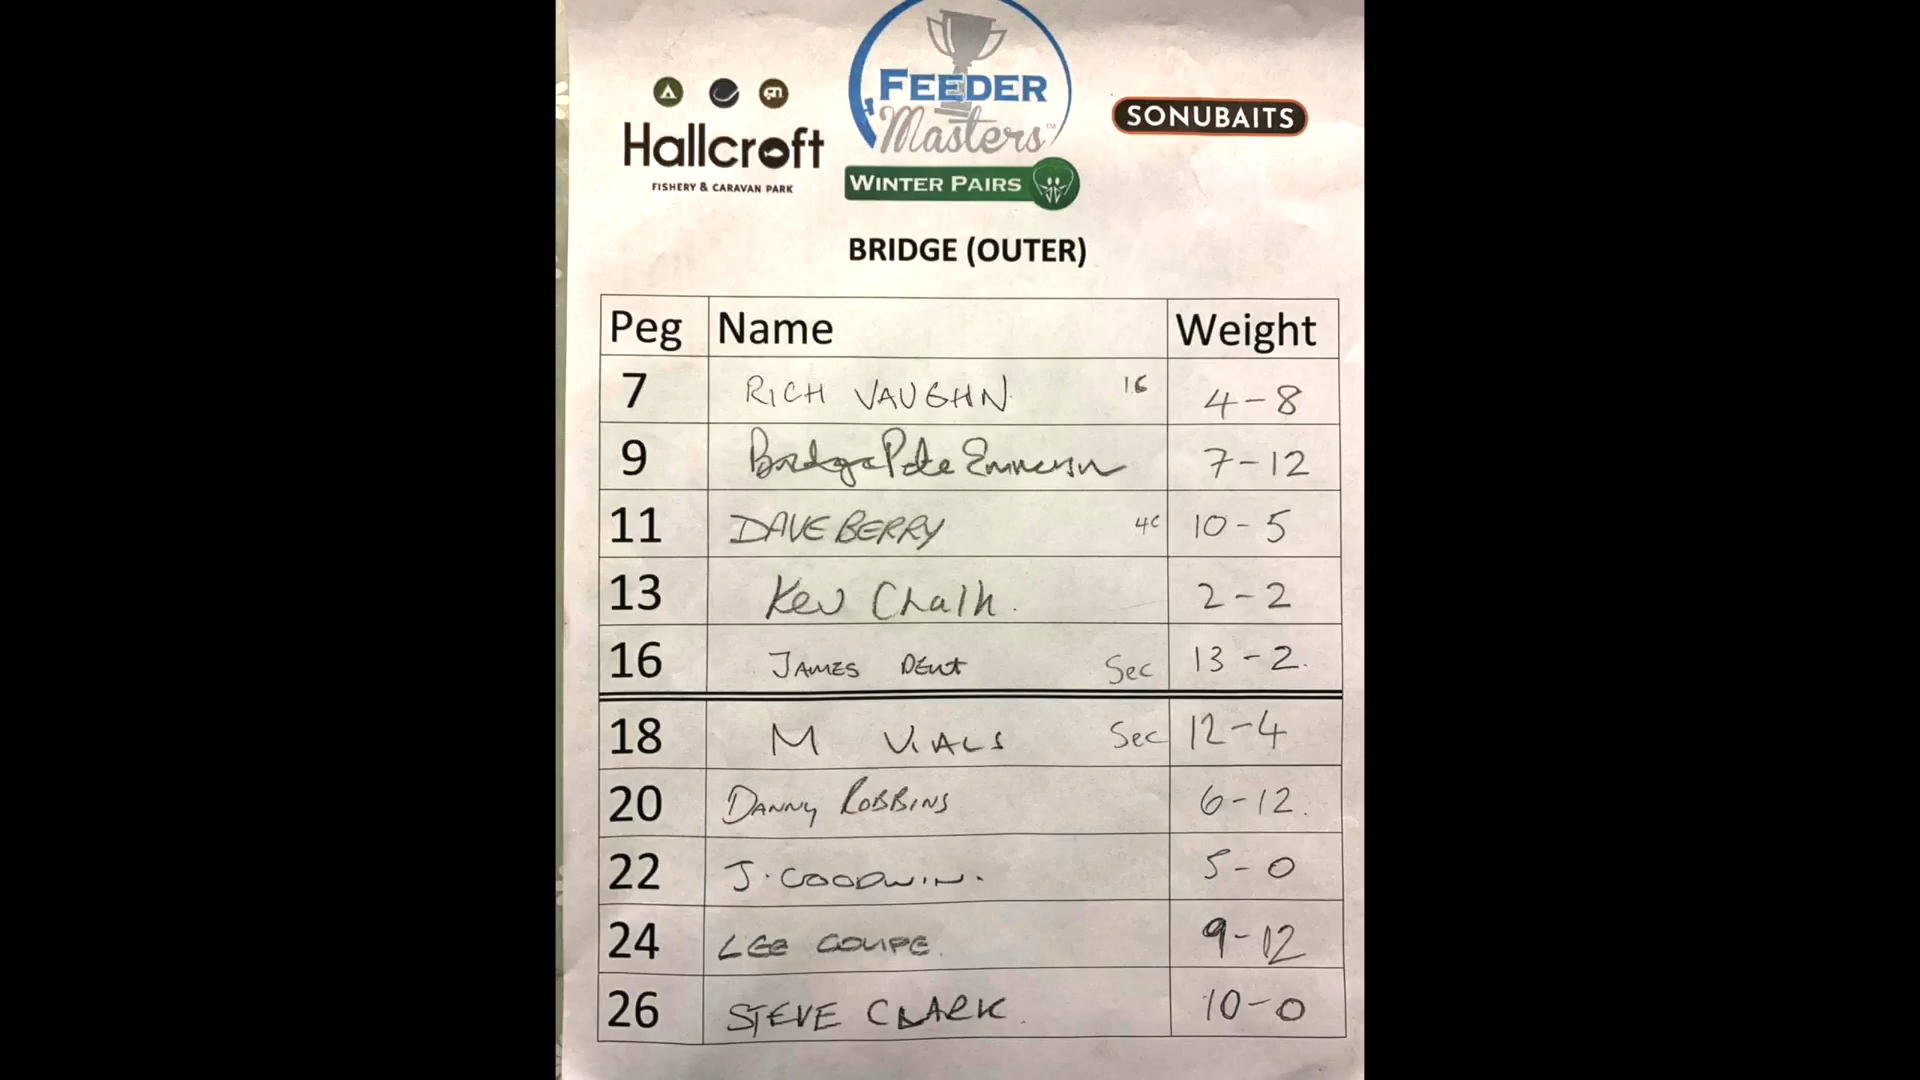 FEEDER
Masters™
Hallcroft
FISHERY & CARAVAN PARK
SONUBAITS
WINTER PAIRS
BRIDGE (OUTER)
Peg Name Weight
7 RICH VAUGHN 16 4-8
9 Pete Emmerson 7-12
11 DAVE BERRY 4C 10-5
13 Kev Chalk. 2-2
16 JAMES DENT Sec 13-2.
18 M VIALS Sec 12-4
20 DANNY ROBBINS 6-12.
22 J. GOODWIN. 5-0
24 LEE COUPE. 9-12
26 STEVE CLARK. 10-0